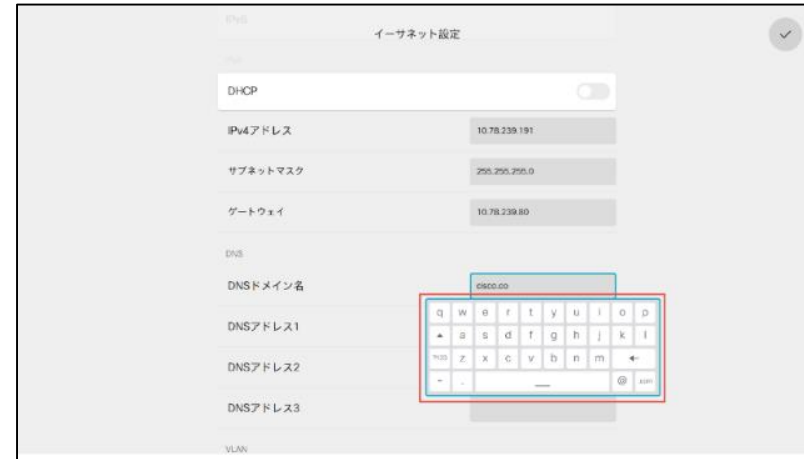 IPv6
イーサネット設定
DHCP
IPv4アドレス 10.78.239.191
サブネットマスク 255.255.255.0
ゲートウェイ 10.78.239.80
DNS
DNSドメイン名 cisco.co
q w e r t y u i o p
DNSアドレス1
a s d f g h j k l
?123 z x c v b n m
DNSアドレス2
- . @ .com
DNSアドレス3
VLAN